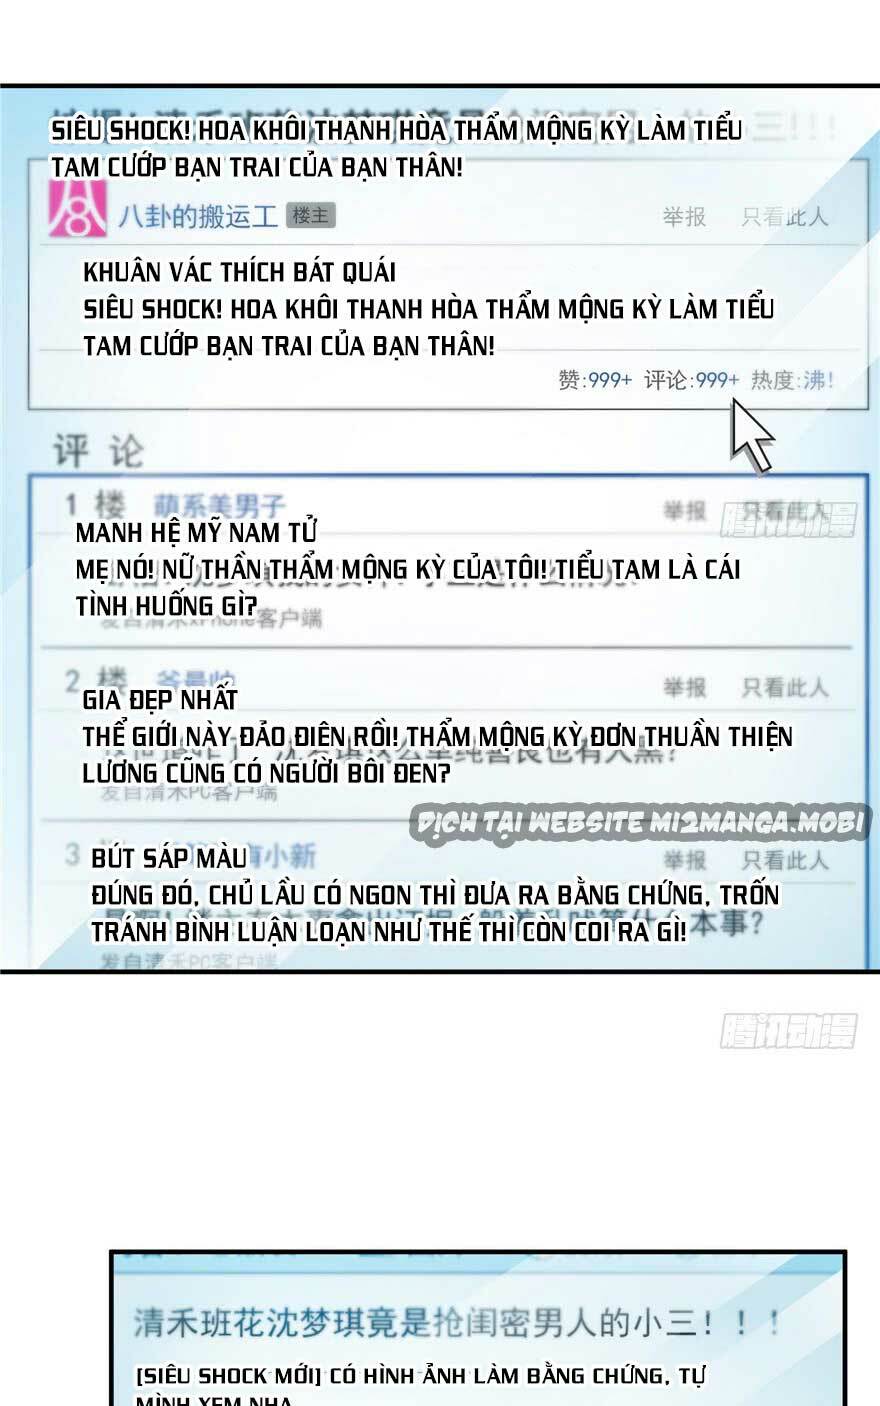 SIÊU SHOCK! HOA KHÔI THANH HÒA THẨM MỘNG KỲ LÀM TIỂU
TAM CƯỚP BẠN TRAI CỦA BẠN THÂN!
八卦的搬运工 楼主 举报 只看此人
KHUÂN VÁC THÍCH BÁT QUÁI
SIÊU SHOCK! HOA KHÔI THANH HÒA THẨM MỘNG KỲ LÀM TIỂU
TAM CƯỚP BẠN TRAI CỦA BẠN THÂN!
赞:999+ 评论:999+ 热度:沸!
评 论
1 楼 萌系美男子 举报 只看此人
腾讯动漫
MANH HỆ MỸ NAM TỬ
MẸ NÓ! NỮ THẦN THẨM MỘNG KỲ CỦA TÔI! TIỂU TAM LÀ CÁI
TÌNH HUỐNG GÌ?
发自清禾xPhone客户端
2 楼 举报 只看此人
GIA ĐẸP NHẤT
THẾ GIỚI NÀY ĐẢO ĐIÊN RỒI! THẨM MỘNG KỲ ĐƠN THUẦN THIỆN
LƯƠNG CŨNG CÓ NGƯỜI BÔI ĐEN?
发自清禾PC客户端
DỊCH TẠI WEBSITE MI2MANGA.MOBI
3 小新 举报 只看此人
BÚT SÁP MÀU
ĐÚNG ĐÓ, CHỦ LẦU CÓ NGON THÌ ĐƯA RA BẰNG CHỨNG, TRỐN
TRÁNH BÌNH LUẬN LOẠN NHƯ THẾ THÌ CÒN COI RA GÌ!
本事?
发自清禾PC客户端
腾讯动漫
清禾班花沈梦琪竟是抢闺密男人的小三!!!
[SIÊU SHOCK MỚI] CÓ HÌNH ẢNH LÀM BẰNG CHỨNG, TỰ
MÌNH XEM NHA